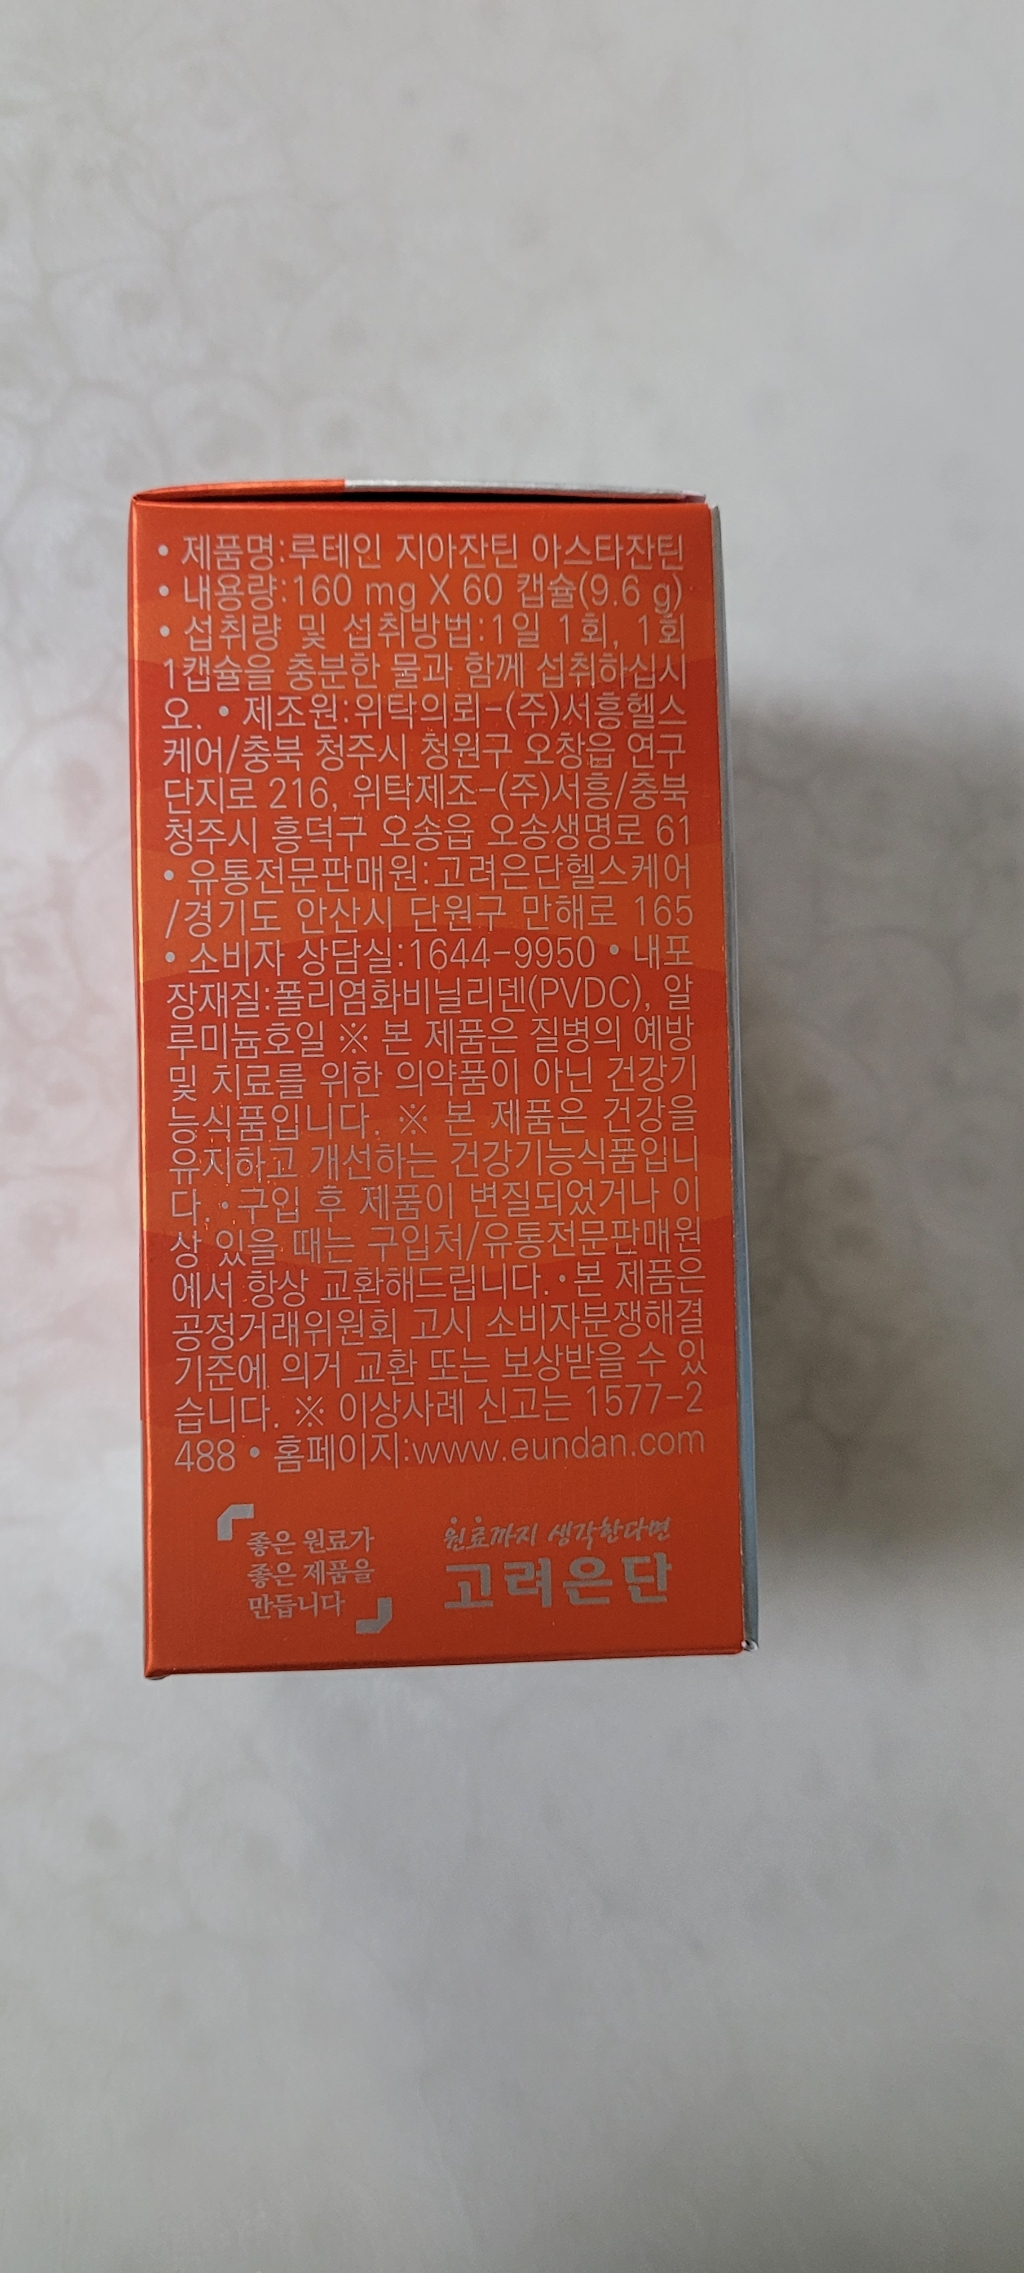 • 제품명:루테인 지아잔틴 아스타잔틴
• 내용량:160 mg X 60 캡슐(9.6 g)
• 섭취량 및 섭취방법:1일 1회, 1회
1캡슐을 충분한 물과 함께 섭취하십시
오. • 제조원:위탁의뢰-(주)서흥헬스
케어/충북 청주시 청원구 오창읍 연구
단지로 216, 위탁제조-(주)서흥/충북
청주시 흥덕구 오송읍 오송생명로 61
• 유통전문판매원:고려은단헬스케어
/경기도 안산시 단원구 만해로 165
• 소비자 상담실:1644-9950 • 내포
장재질:폴리염화비닐리덴(PVDC), 알
루미늄호일 ※ 본 제품은 질병의 예방
및 치료를 위한 의약품이 아닌 건강기
능식품입니다. ※ 본 제품은 건강을
유지하고 개선하는 건강기능식품입니
다. • 구입 후 제품이 변질되었거나 이
상 있을 때는 구입처/유통전문판매원
에서 항상 교환해드립니다. • 본 제품은
공정거래위원회 고시 소비자분쟁해결
기준에 의거 교환 또는 보상받을 수 있
습니다. ※ 이상사례 신고는 1577-2
488 • 홈페이지:www.eundan.com
좋은 원료가
좋은 제품을
만듭니다
원료까지 생각한다면
고려은단